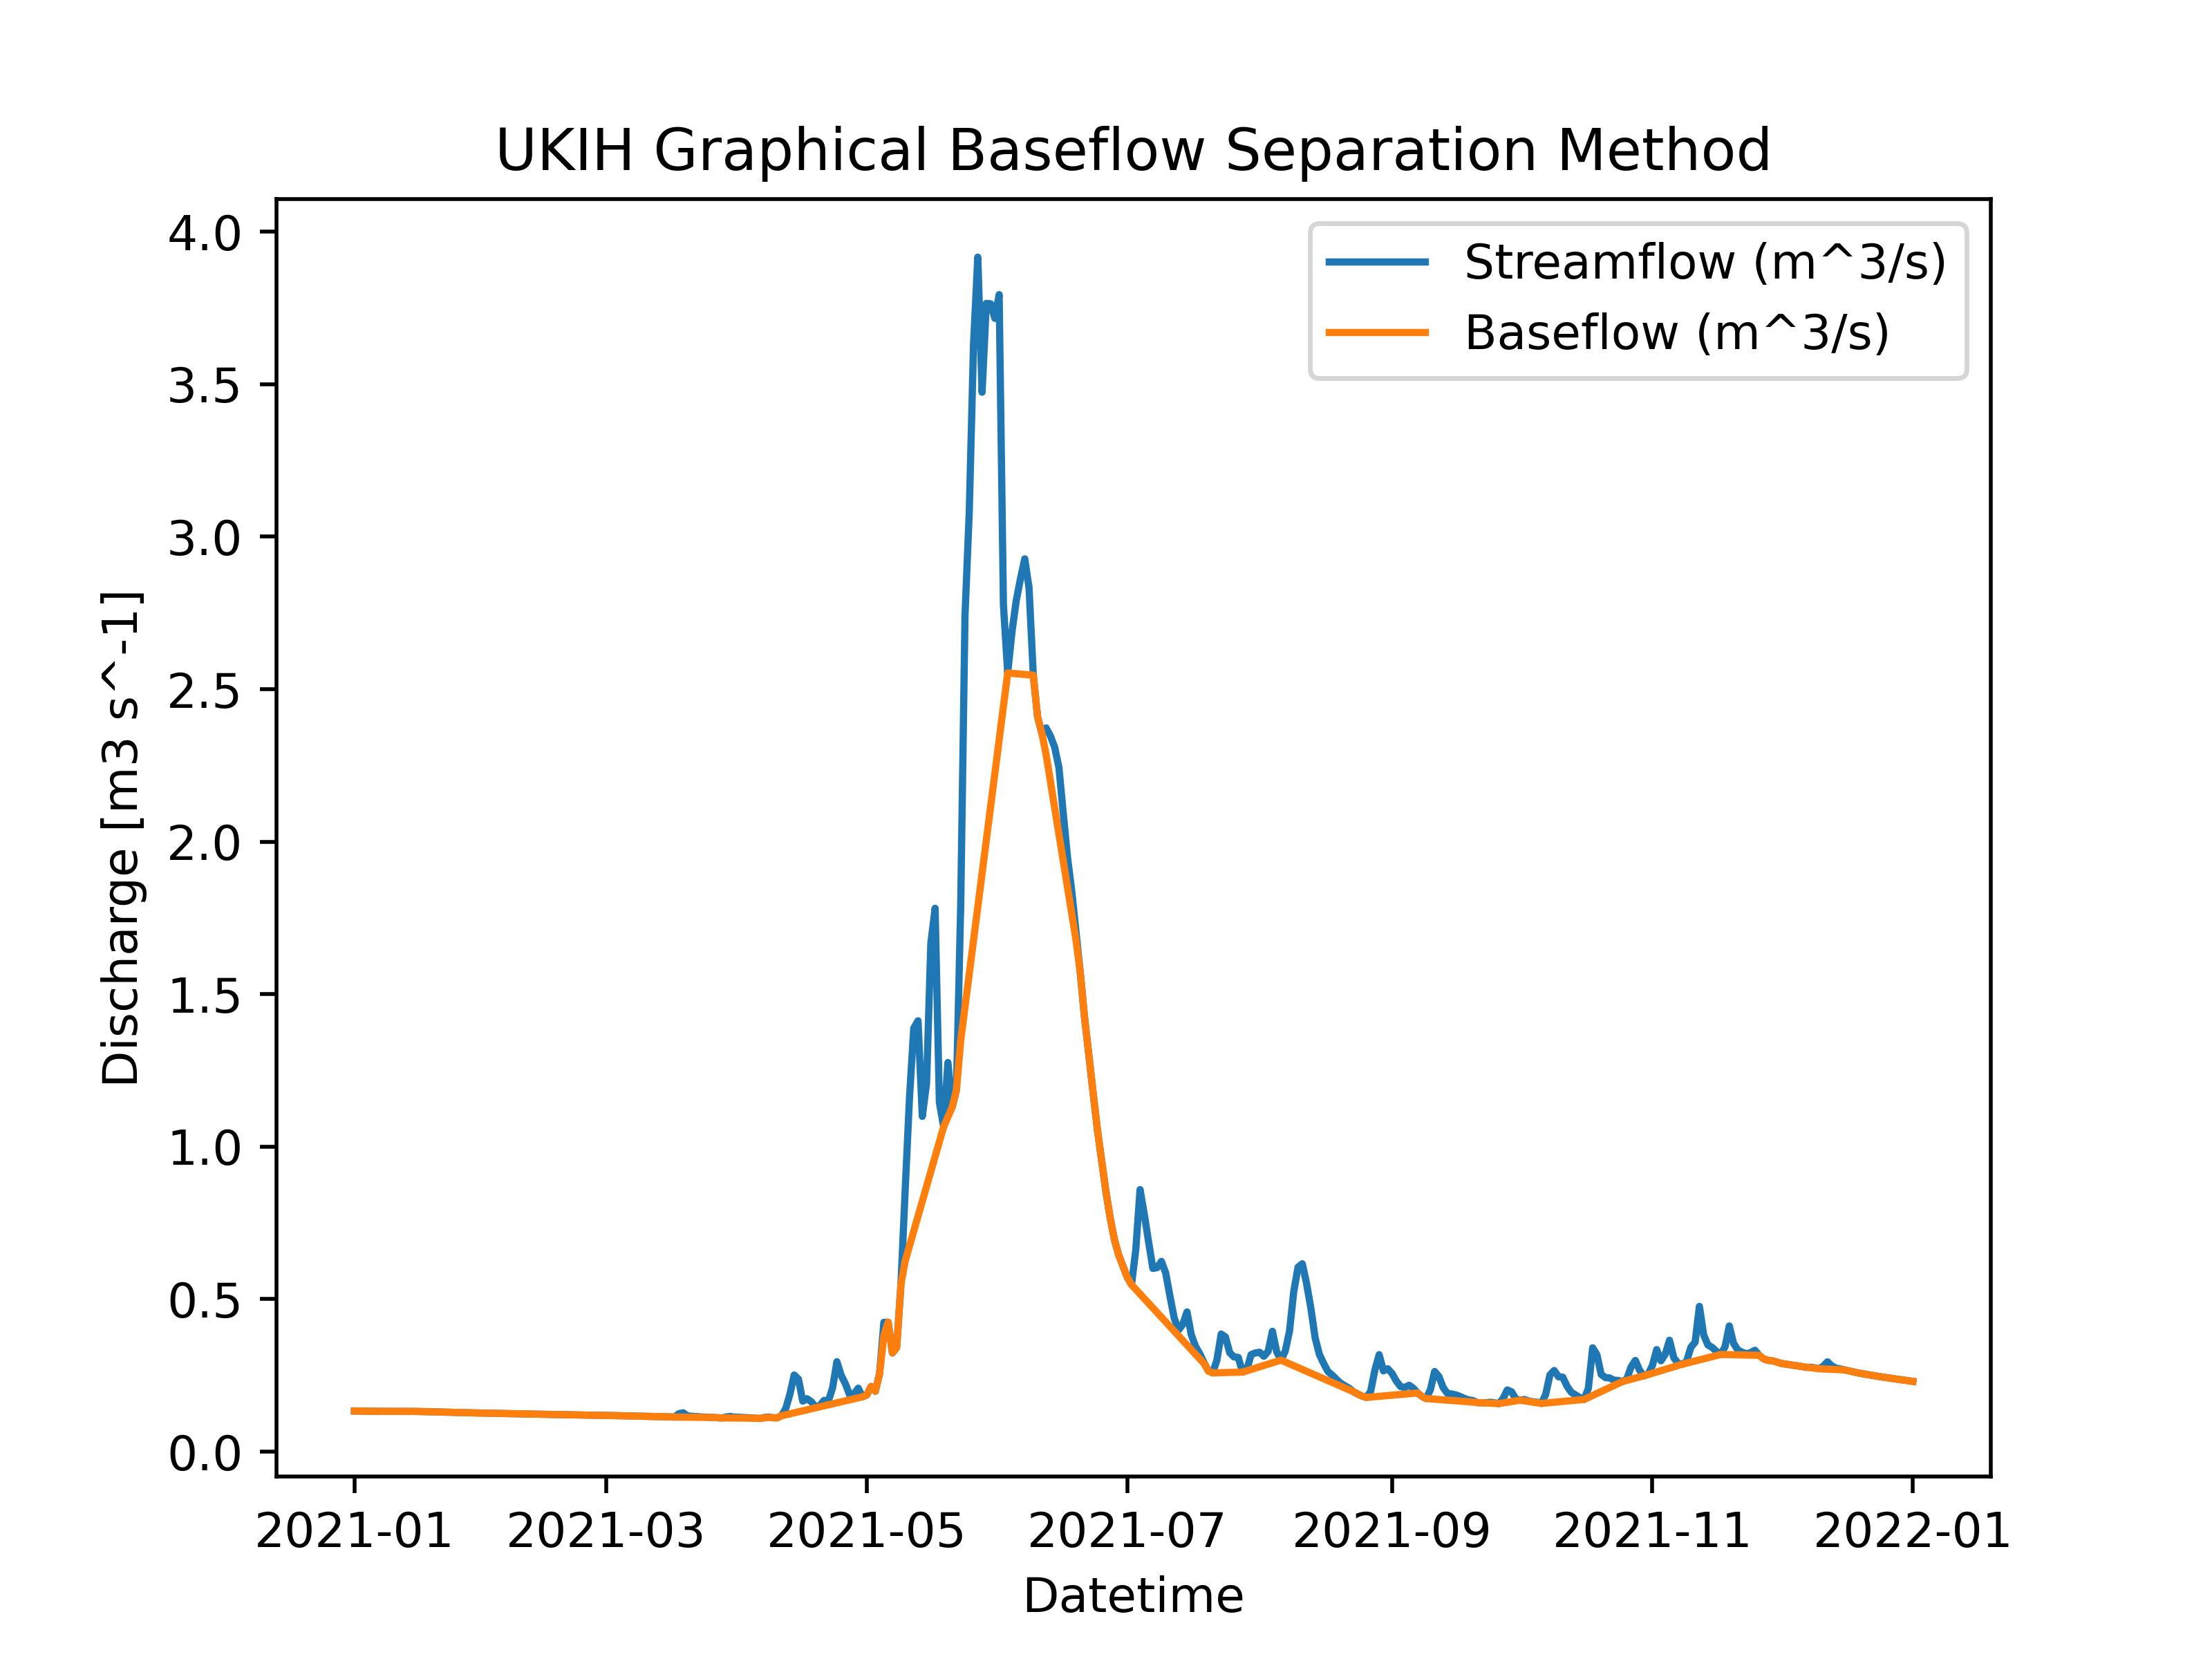 UKIH Graphical Baseflow Separation Method
Streamflow (m^3/s)
Baseflow (m^3/s)
Discharge [m3 s^-1]
4.0
3.5
3.0
2.5
2.0
1.5
1.0
0.5
0.0
2021-01 2021-03 2021-05 2021-07 2021-09 2021-11 2022-01
Datetime